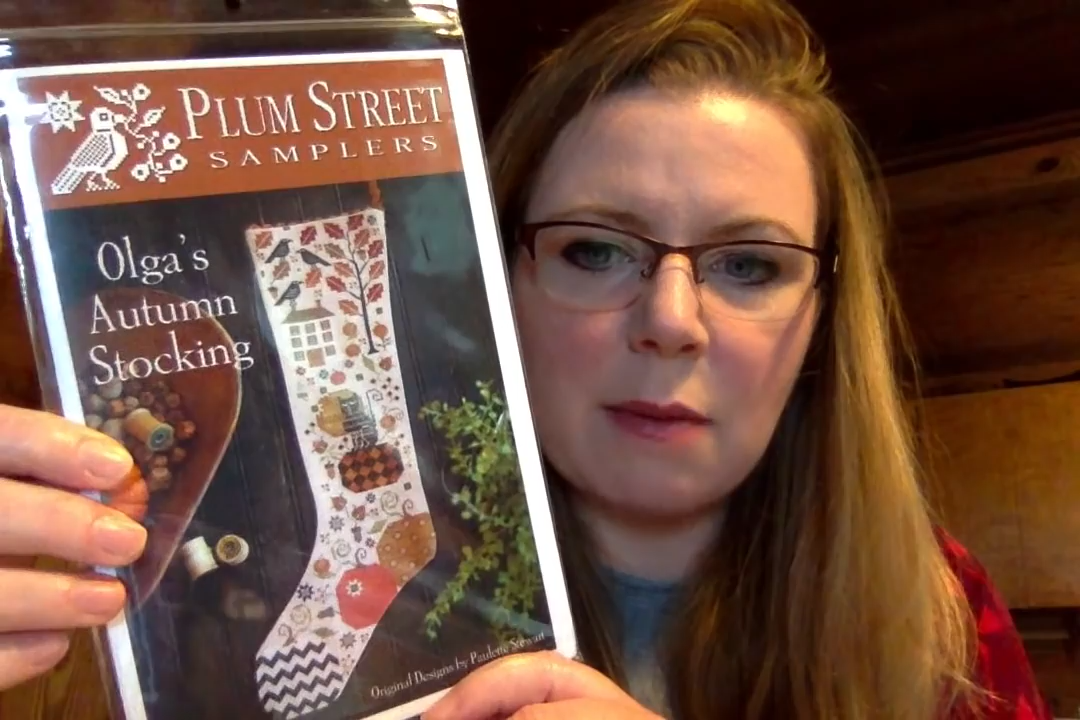 PLUM STREET
SAMPLERS
Olga's
Autumn
Stocking
Original Designs by Paulette Stewart